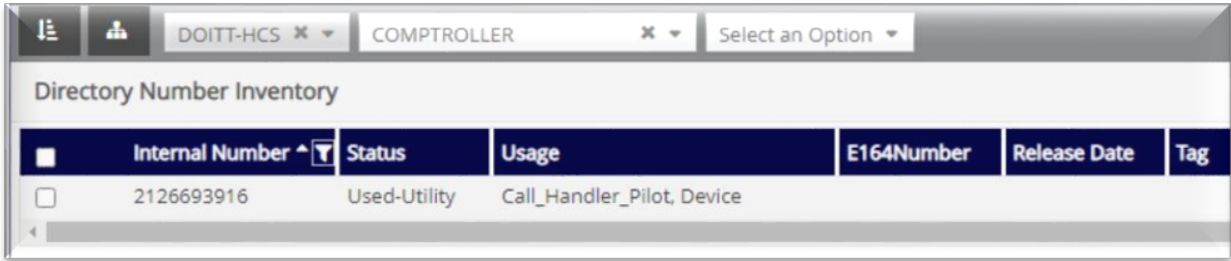 DOITT-HCS COMPTROLLER Select an Option
Directory Number Inventory
Internal Number Status Usage E164Number Release Date Tag
2126693916 Used-Utility Call_Handler_Pilot, Device